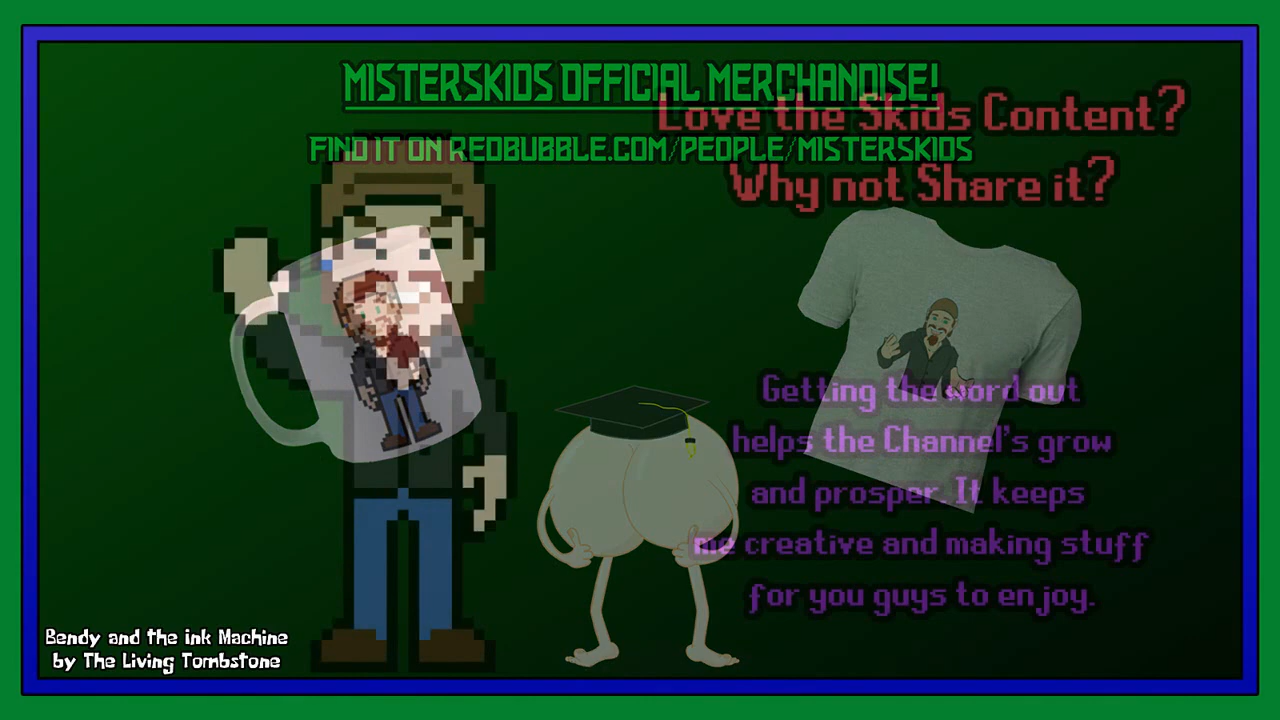 MISTERSKIDS OFFICIAL MERCHANDISE!
Love the Skids Content?
FIND IT ON REDBUBBLE.COM/PEOPLE/MISTERSKIDS
Why not Share it?
Getting the word out
helps the Channel's grow
and prosper. It keeps
me creative and making stuff
for you guys to enjoy.
Bendy and the ink Machine
by The Living Tombstone